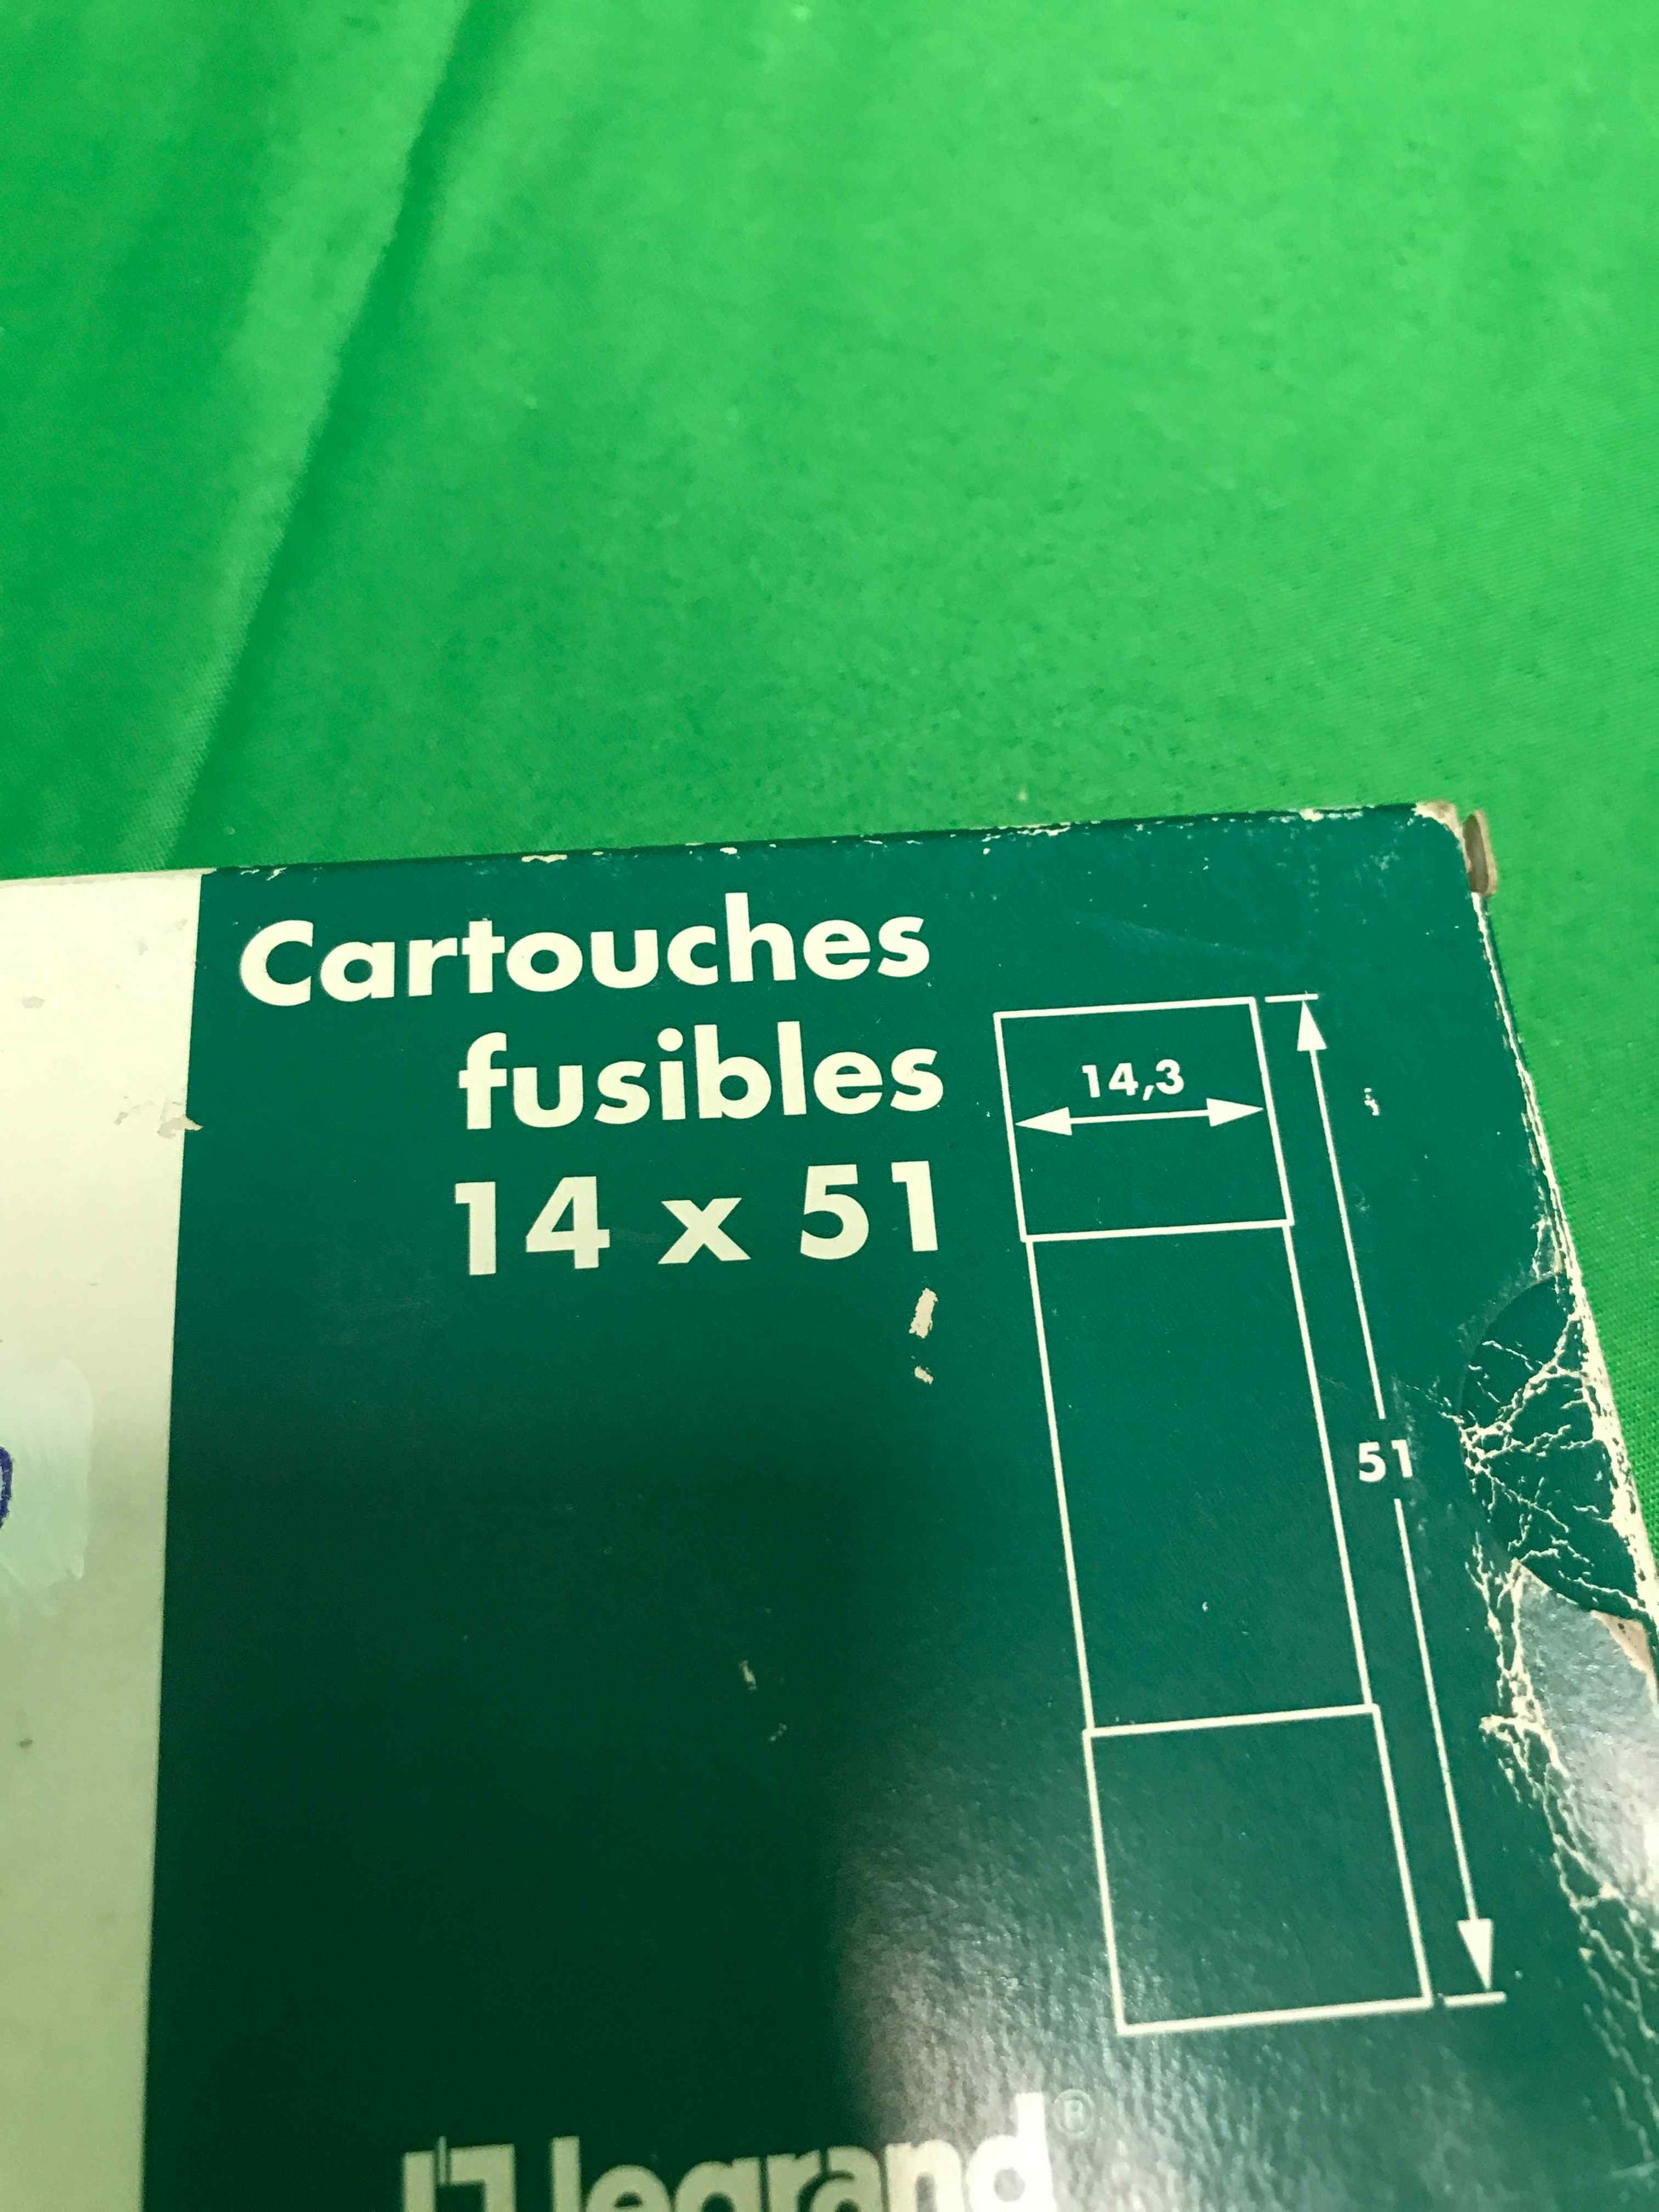 Cartouches
fusibles
14 x 51
14,3
51
legrand®